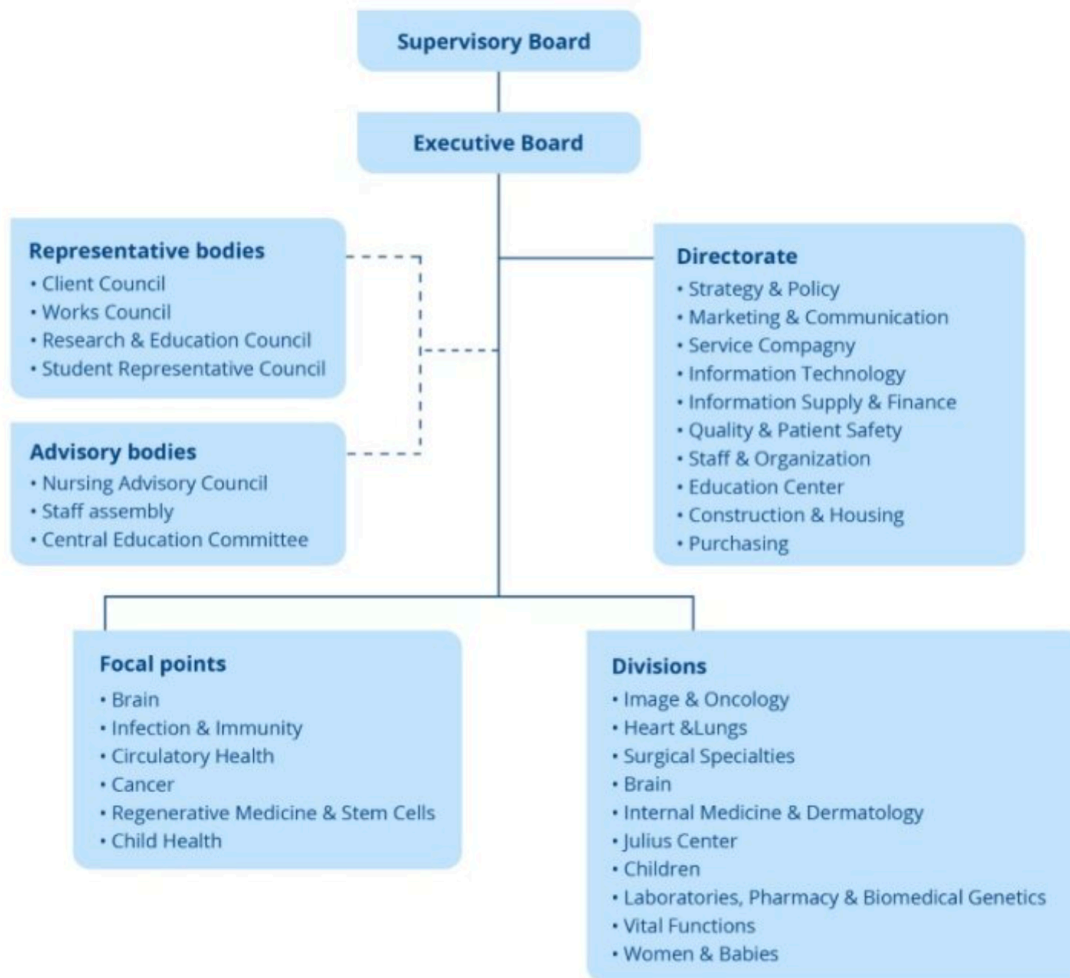 Supervisory Board
Executive Board
Representative bodies
• Client Council
• Works Council
• Research & Education Council
• Student Representative Council
Advisory bodies
• Nursing Advisory Council
• Staff assembly
• Central Education Committee
Directorate
• Strategy & Policy
• Marketing & Communication
• Service Compagny
• Information Technology
• Information Supply & Finance
• Quality & Patient Safety
• Staff & Organization
• Education Center
• Construction & Housing
• Purchasing
Focal points
• Brain
• Infection & Immunity
• Circulatory Health
• Cancer
• Regenerative Medicine & Stem Cells
• Child Health
Divisions
• Image & Oncology
• Heart &Lungs
• Surgical Specialties
• Brain
• Internal Medicine & Dermatology
• Julius Center
• Children
• Laboratories, Pharmacy & Biomedical Genetics
• Vital Functions
• Women & Babies